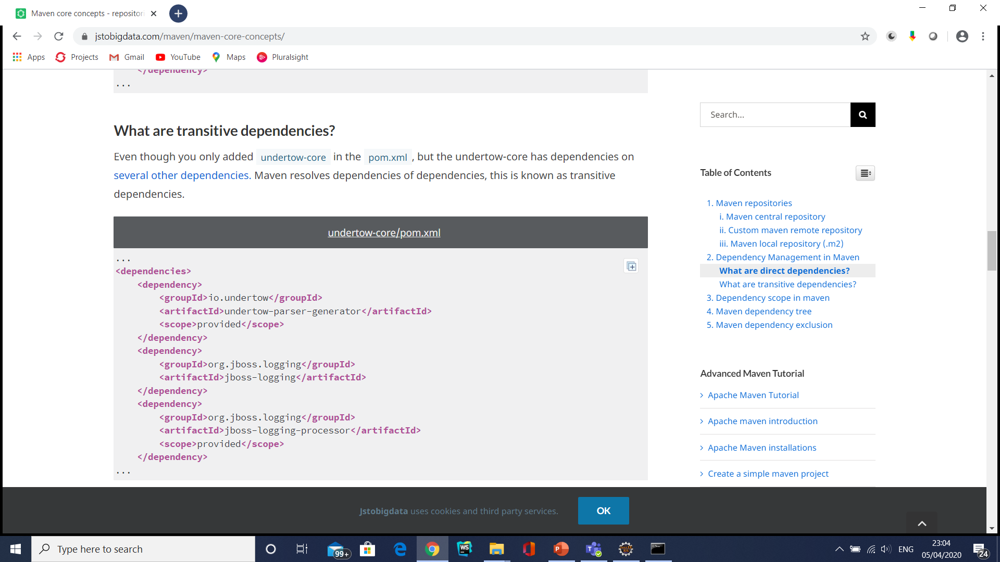 Maven core concepts - repositori
jstobigdata.com/maven/maven-core-concepts/
Apps Projects Gmail YouTube Maps Pluralsight
</dependency>
...
What are transitive dependencies?
Even though you only added undertow-core in the pom.xml , but the undertow-core has dependencies on
several other dependencies. Maven resolves dependencies of dependencies, this is known as transitive
dependencies.
undertow-core/pom.xml
...
<dependencies>
    <dependency>
        <groupId>io.undertow</groupId>
        <artifactId>undertow-parser-generator</artifactId>
        <scope>provided</scope>
    </dependency>
    <dependency>
        <groupId>org.jboss.logging</groupId>
        <artifactId>jboss-logging</artifactId>
    </dependency>
    <dependency>
        <groupId>org.jboss.logging</groupId>
        <artifactId>jboss-logging-processor</artifactId>
        <scope>provided</scope>
    </dependency>
...
Search...
Table of Contents
1. Maven repositories
i. Maven central repository
ii. Custom maven remote repository
iii. Maven local repository (.m2)
2. Dependency Management in Maven
What are direct dependencies?
What are transitive dependencies?
3. Dependency scope in maven
4. Maven dependency tree
5. Maven dependency exclusion
Advanced Maven Tutorial
Apache Maven Tutorial
Apache maven introduction
Apache Maven installations
Create a simple maven project
Jstobigdata uses cookies and third party services.
OK
Type here to search
99+
WS
P
T
ENG
23:04
05/04/2020
24